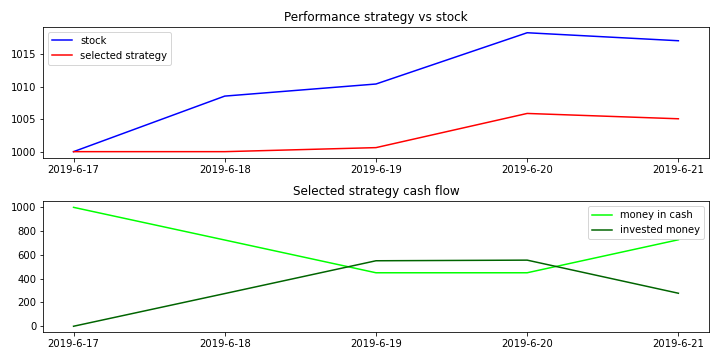 Performance strategy vs stock
stock
selected strategy
1015
1010
1005
1000
2019-6-17 2019-6-18 2019-6-19 2019-6-20 2019-6-21
Selected strategy cash flow
money in cash
invested money
1000
800
600
400
200
0
2019-6-17 2019-6-18 2019-6-19 2019-6-20 2019-6-21